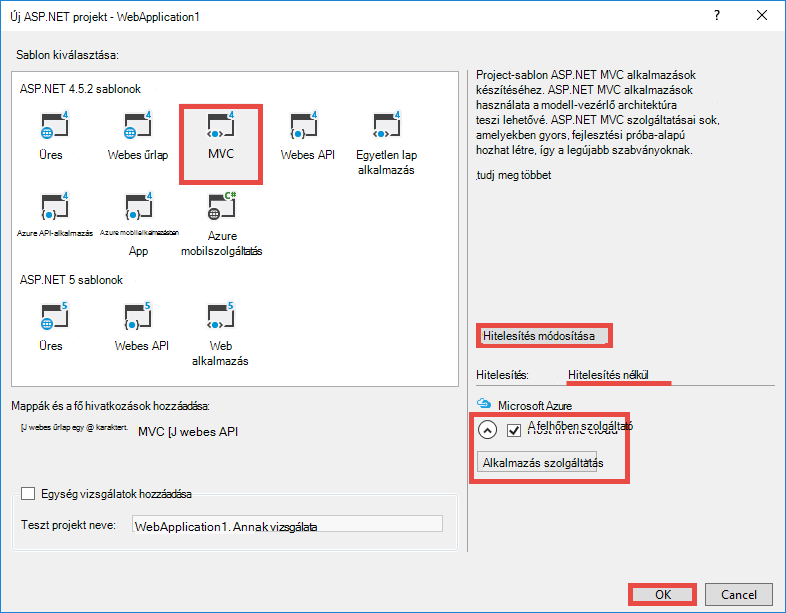 Új ASP.NET projekt - WebApplication1
Sablon kiválasztása:
ASP.NET 4.5.2 sablonok
Üres
Webes űrlap
MVC
Webes API
Egyetlen lap
alkalmazás
Azure API-alkalmazás
App
Azure
mobilszolgáltatás
ASP.NET 5 sablonok
Üres
Webes API
Web
alkalmazás
Mappák és a fő hivatkozások hozzáadása:
[J webes űrlap egy @ karaktert.
MVC [J webes API
Egység vizsgálatok hozzáadása
Teszt projekt neve:
WebApplication1. Annak vizsgálata
Project-sablon ASP.NET MVC alkalmazások
készítéséhez. ASP.NET MVC alkalmazások
használata a modell-vezérlő architektúra
teszi lehetővé. ASP.NET MVC szolgáltatásai sok,
amelyekben gyors, fejlesztési próba-alapú
hozhat létre, így a legújabb szabványoknak.
.tudj meg többet
Hitelesítés módosítása
Hitelesítés:
Hitelesítés nélkül
Microsoft Azure
A felhőben szolgáltató
Host in the cloud
Alkalmazás szolgáltatás
OK
Cancel